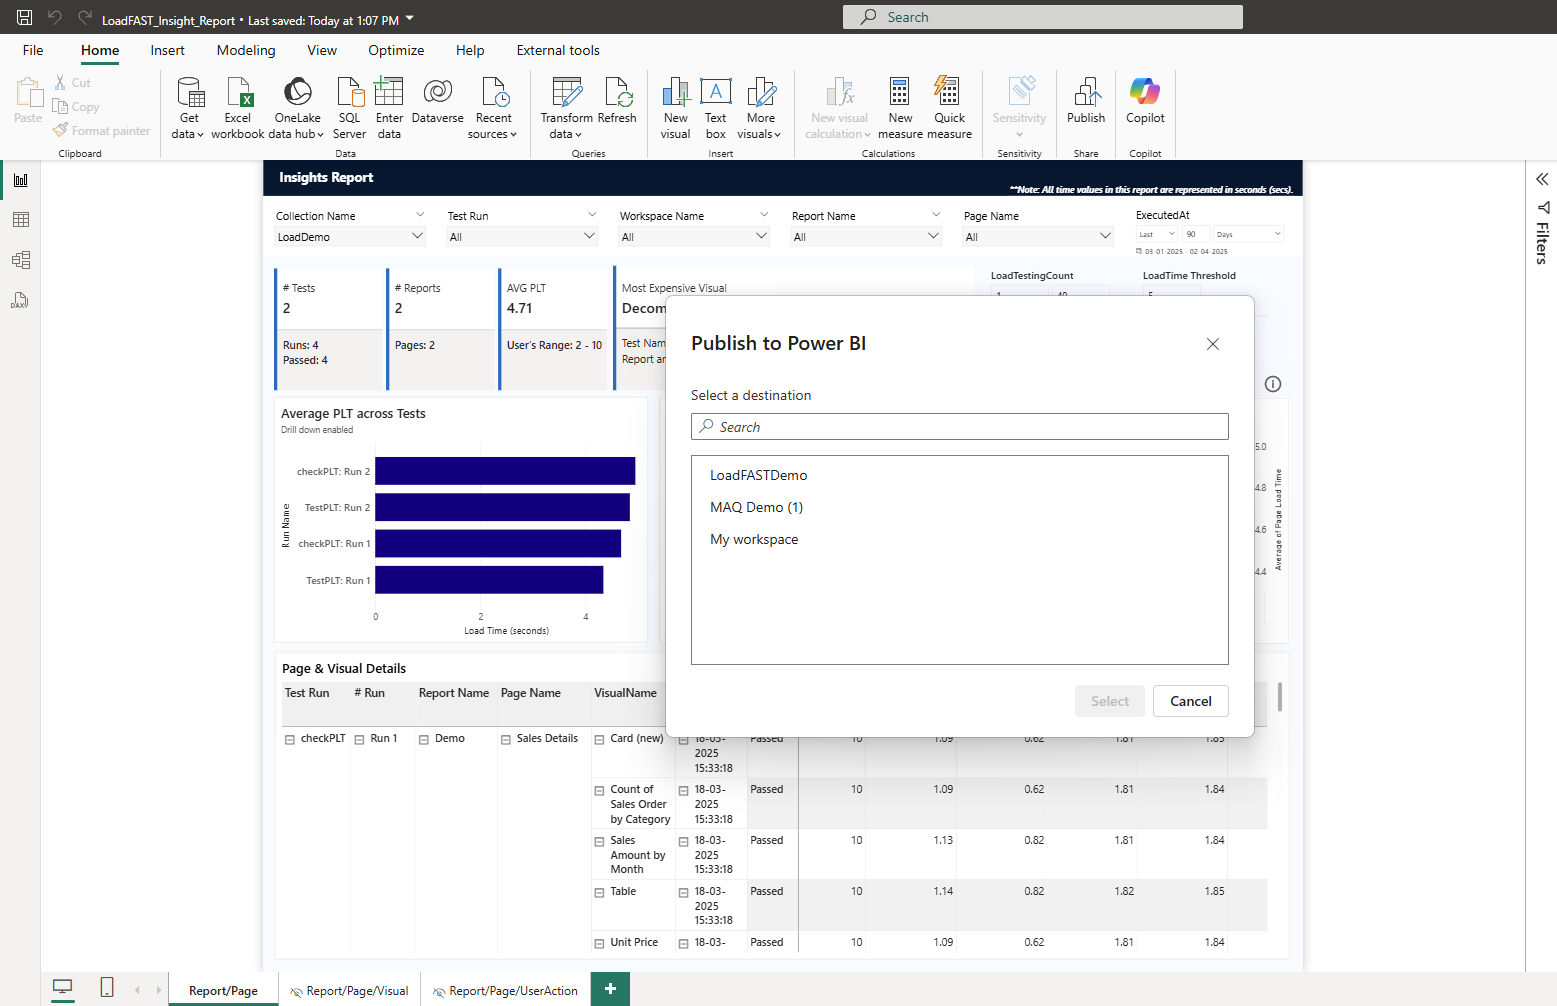 LoadFAST_Insight_Report • Last saved: Today at 1:07 PM
Search
File Home Insert Modeling View Optimize Help External tools
Paste
Cut
Copy
Format painter
Clipboard
Get data
Excel workbook
OneLake data hub
SQL Server
Enter data
Dataverse
Recent sources
Data
Transform data
Refresh
Queries
New visual
Text box
More visuals
Insert
New visual calculation
New measure
Quick measure
Calculations
Sensitivity
Sensitivity
Publish
Share
Copilot
Copilot
Insights Report
**Note: All time values in this report are represented in seconds (secs).
Collection Name
LoadDemo
Test Run
All
Workspace Name
All
Report Name
All
Page Name
All
ExecutedAt
Last 90 Days
03-01-2025 - 02-04-2025
Filters
DAX
# Tests
2
Runs: 4
Passed: 4
# Reports
2
Pages: 2
AVG PLT
4.71
User's Range: 2 - 10
Most Expensive Visual
Decom
Test Nam
Report an
LoadTestingCount
LoadTime Threshold
Publish to Power BI
Select a destination
Search
LoadFASTDemo
MAQ Demo (1)
My workspace
Select
Cancel
Average PLT across Tests
Drill down enabled
Run Name
checkPLT: Run 2
TestPLT: Run 2
checkPLT: Run 1
TestPLT: Run 1
0 2 4
Load Time (seconds)
5.0
4.8
4.6
4.4
Average of Page Load Time
Page & Visual Details
Test Run # Run Report Name Page Name VisualName
checkPLT Run 1 Demo Sales Details Card (new) 18-03-2025 15:33:18 Passed 10 1.09 0.62 1.81 1.85
Count of Sales Order by Category 18-03-2025 15:33:18 Passed 10 1.09 0.62 1.81 1.84
Sales Amount by Month 18-03-2025 15:33:18 Passed 10 1.13 0.82 1.81 1.84
Table 18-03-2025 15:33:18 Passed 10 1.14 0.82 1.82 1.85
Unit Price 18-03- Passed 10 1.09 0.62 1.81 1.84
Report/Page Report/Page/Visual Report/Page/UserAction +